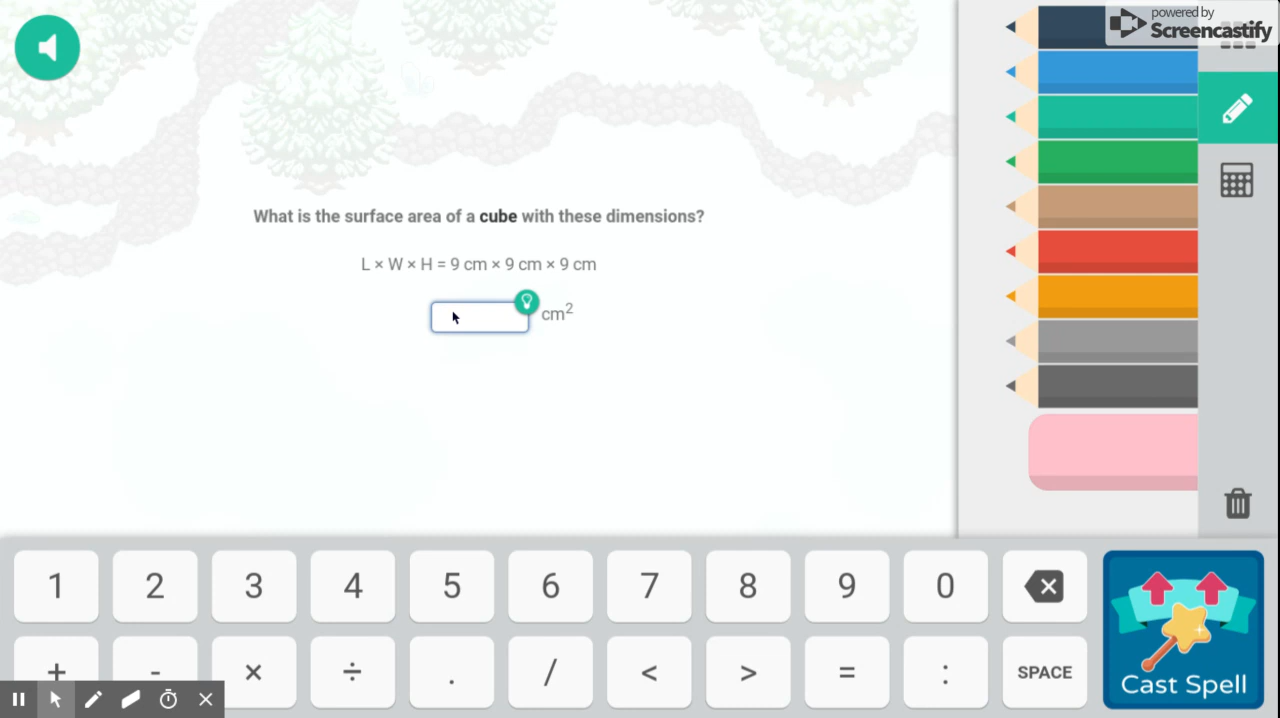 powered by
Screencastify
What is the surface area of a cube with these dimensions?
L × W × H = 9 cm × 9 cm × 9 cm
cm²
1 2 3 4 5 6 7 8 9 0
+ - × ÷ . / < > = : SPACE
Cast Spell